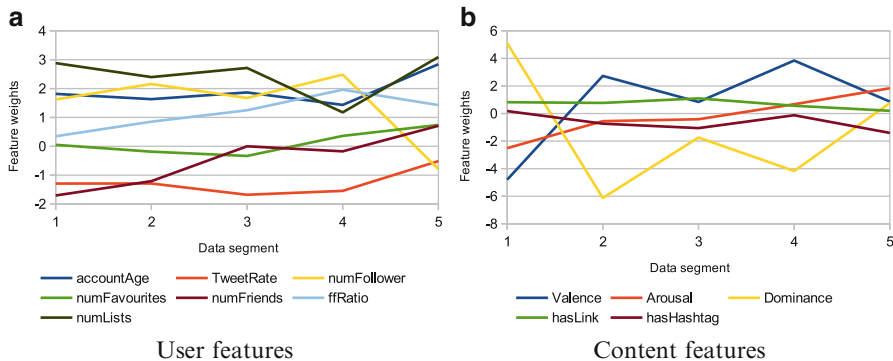 a
4
3
2
1
0
-1
-2
Feature weights
1 2 3 4 5
Data segment
accountAge TweetRate numFollower
numFavourites numFriends ffRatio
numLists
User features
b
6
4
2
0
-2
-4
-6
-8
Feature weights
1 2 3 4 5
Data segment
Valence Arousal Dominance
hasLink hasHashtag
Content features